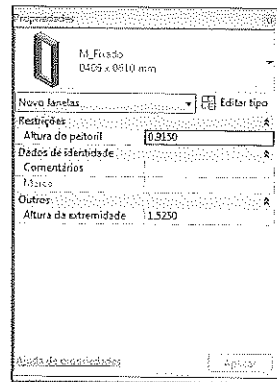 Propriedades
M_Fixado
0406 x 0610 mm
Novo Janelas Editar tipo
Restrições
Altura do peitoril 0.9150
Dados de identidade
Comentários
Marca
Outros
Altura da extremidade 1.5250
Ajuda de propriedades Aplicar